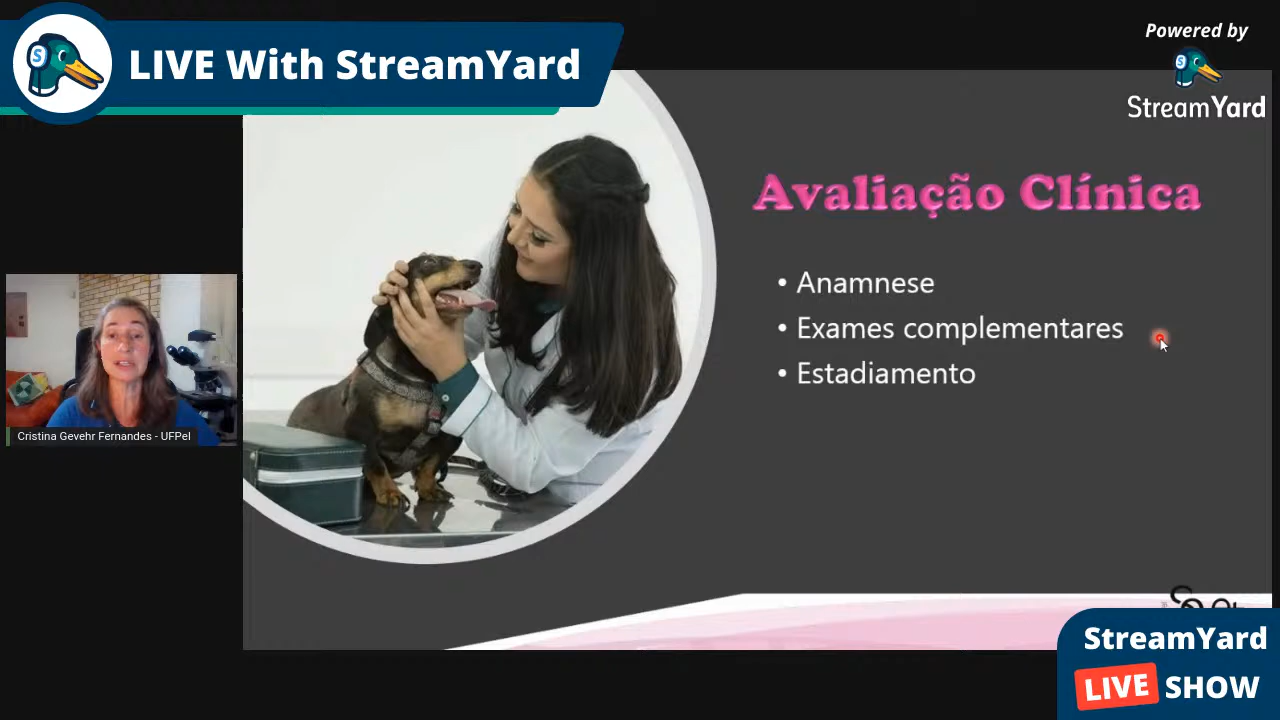 LIVE With StreamYard
Powered by
StreamYard
Avaliação Clínica
• Anamnese
• Exames complementares
• Estadiamento
Cristina Gevehr Fernandes - UFPel
StreamYard
LIVE SHOW